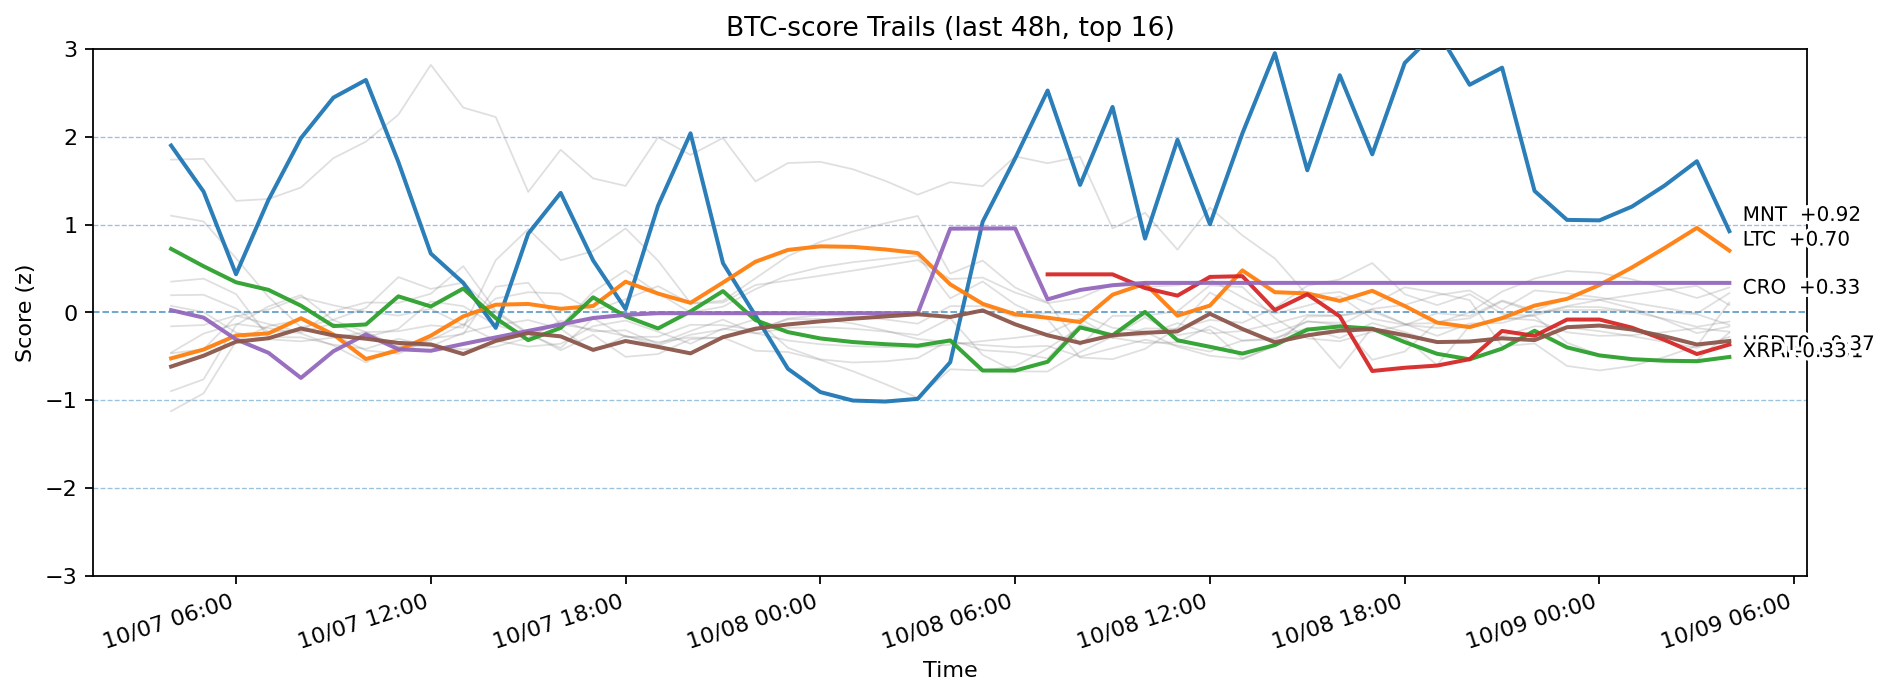 BTC-score Trails (last 48h, top 16)
Score (z)
3
2
1
0
−1
−2
−3
MNT +0.92
LTC +0.70
CRO +0.33
10/07 06:00
10/07 12:00
10/07 18:00
10/08 00:00
10/08 06:00
10/08 12:00
10/08 18:00
10/09 00:00
10/09 06:00
Time